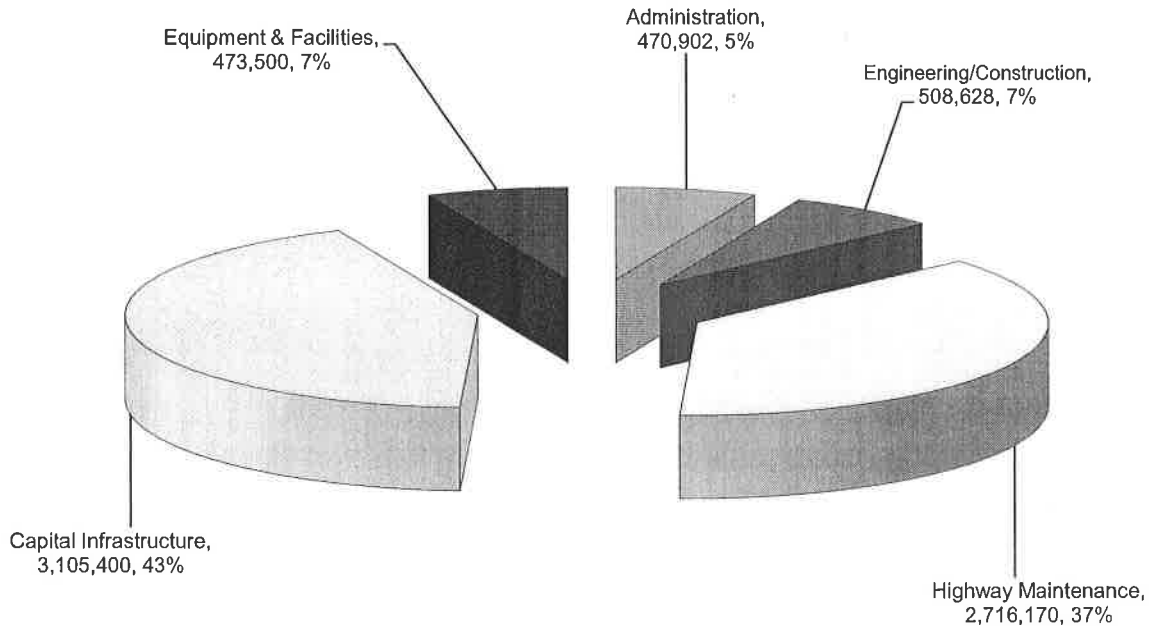 Administration,
470,902, 5%
Equipment & Facilities,
473,500, 7%
Engineering/Construction,
508,628, 7%
Capital Infrastructure,
3,105,400, 43%
Highway Maintenance,
2,716,170, 37%